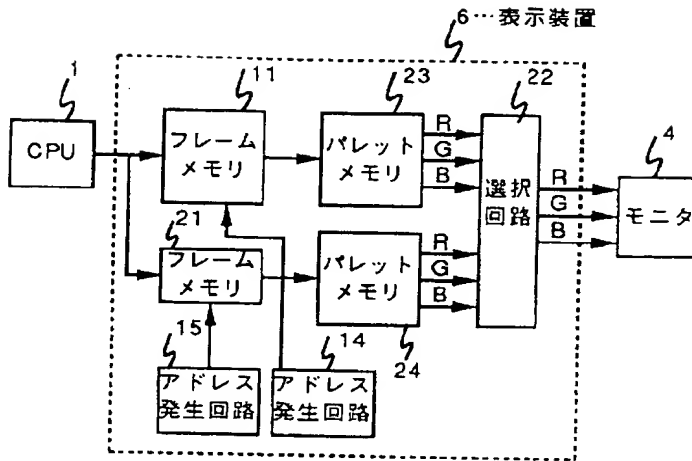 6…表示装置
1
11
23
22
CPU
フレーム
メモリ
パレット
メモリ
R
G
B
選択
回路
R
G
B
4
モニタ
21
フレーム
メモリ
パレット
メモリ
R
G
B
24
15
アドレス
発生回路
14
アドレス
発生回路